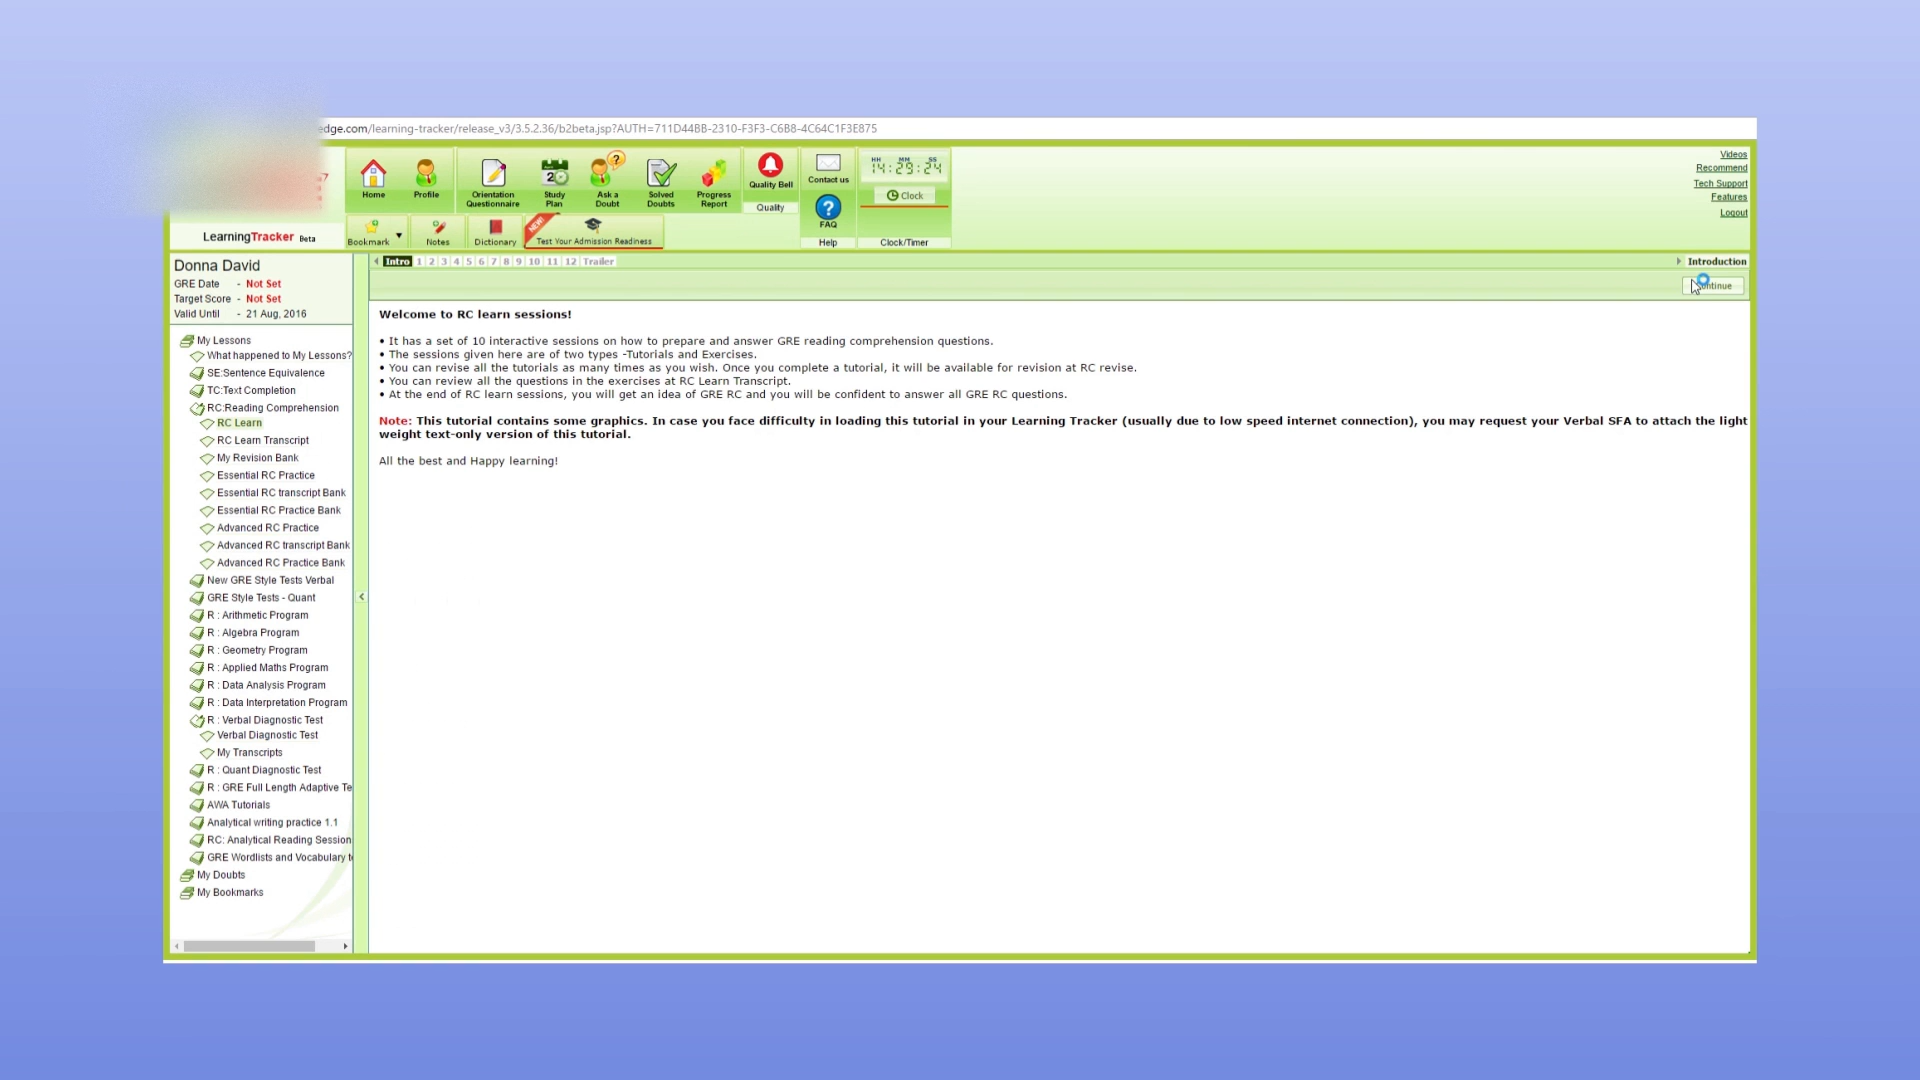 edge.com/learning-tracker/release_v3/3.5.2.36/b2beta.jsp?AUTH=711D44BB-2310-F3F3-C6B8-4C64C1F3E875
Home
Profile
Orientation
Questionnaire
Study
Plan
Ask a
Doubt
Solved
Doubts
Progress
Report
Quality Bell
Quality
Contact us
FAQ
Help
HH MM SS
14:29:24
Clock
Clock/Timer
Videos
Recommend
Tech Support
Features
Logout
LearningTracker Beta
Bookmark
Notes
Dictionary
NEW!
Test Your Admission Readiness
Donna David
GRE Date - Not Set
Target Score - Not Set
Valid Until - 21 Aug, 2016
My Lessons
What happened to My Lessons?
SE:Sentence Equivalence
TC:Text Completion
RC:Reading Comprehension
RC Learn
RC Learn Transcript
My Revision Bank
Essential RC Practice
Essential RC transcript Bank
Essential RC Practice Bank
Advanced RC Practice
Advanced RC transcript Bank
Advanced RC Practice Bank
New GRE Style Tests Verbal
GRE Style Tests - Quant
R : Arithmetic Program
R : Algebra Program
R : Geometry Program
R : Applied Maths Program
R : Data Analysis Program
R : Data Interpretation Program
R : Verbal Diagnostic Test
Verbal Diagnostic Test
My Transcripts
R : Quant Diagnostic Test
R : GRE Full Length Adaptive Te
AWA Tutorials
Analytical writing practice 1.1
RC: Analytical Reading Session
GRE Wordlists and Vocabulary t
My Doubts
My Bookmarks
Intro 1 2 3 4 5 6 7 8 9 10 11 12 Trailer
Introduction
ntinue
Welcome to RC learn sessions!
• It has a set of 10 interactive sessions on how to prepare and answer GRE reading comprehension questions.
• The sessions given here are of two types -Tutorials and Exercises.
• You can revise all the tutorials as many times as you wish. Once you complete a tutorial, it will be available for revision at RC revise.
• You can review all the questions in the exercises at RC Learn Transcript.
• At the end of RC learn sessions, you will get an idea of GRE RC and you will be confident to answer all GRE RC questions.
Note: This tutorial contains some graphics. In case you face difficulty in loading this tutorial in your Learning Tracker (usually due to low speed internet connection), you may request your Verbal SFA to attach the light
weight text-only version of this tutorial.
All the best and Happy learning!